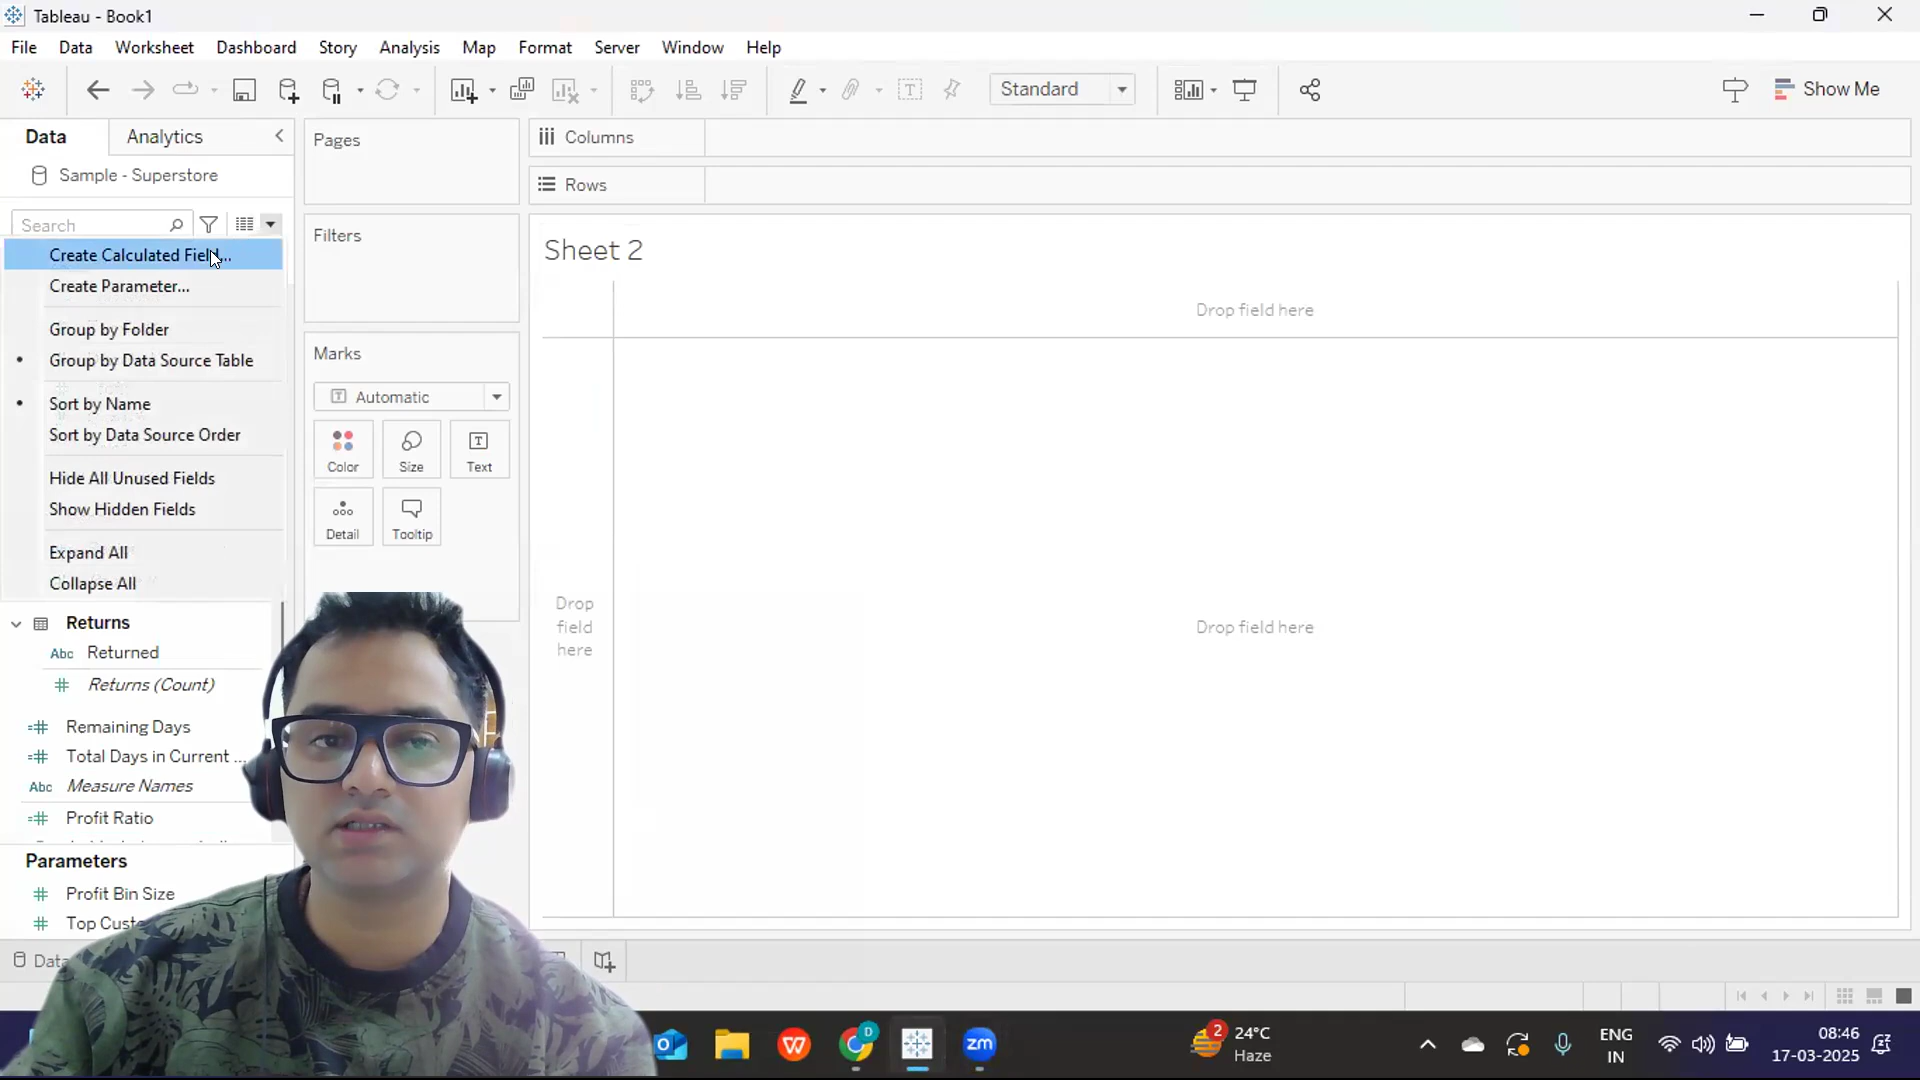 Tableau - Book1
File Data Worksheet Dashboard Story Analysis Map Format Server Window Help
Standard
Show Me
Data Analytics
Sample - Superstore
Search
Create Calculated Field...
Create Parameter...
Group by Folder
Group by Data Source Table
Sort by Name
Sort by Data Source Order
Hide All Unused Fields
Show Hidden Fields
Expand All
Collapse All
Returns
Abc Returned
Returns (Count)
Remaining Days
Total Days in Current ...
Abc Measure Names
Profit Ratio
Parameters
Profit Bin Size
Top Custo
Data
Pages
Filters
Marks
Automatic
Color Size Text
Detail Tooltip
Columns
Rows
Sheet 2
Drop field here
Drop
field
here
Drop field here
zm
2
24°C
Haze
ENG
IN
08:46
17-03-2025